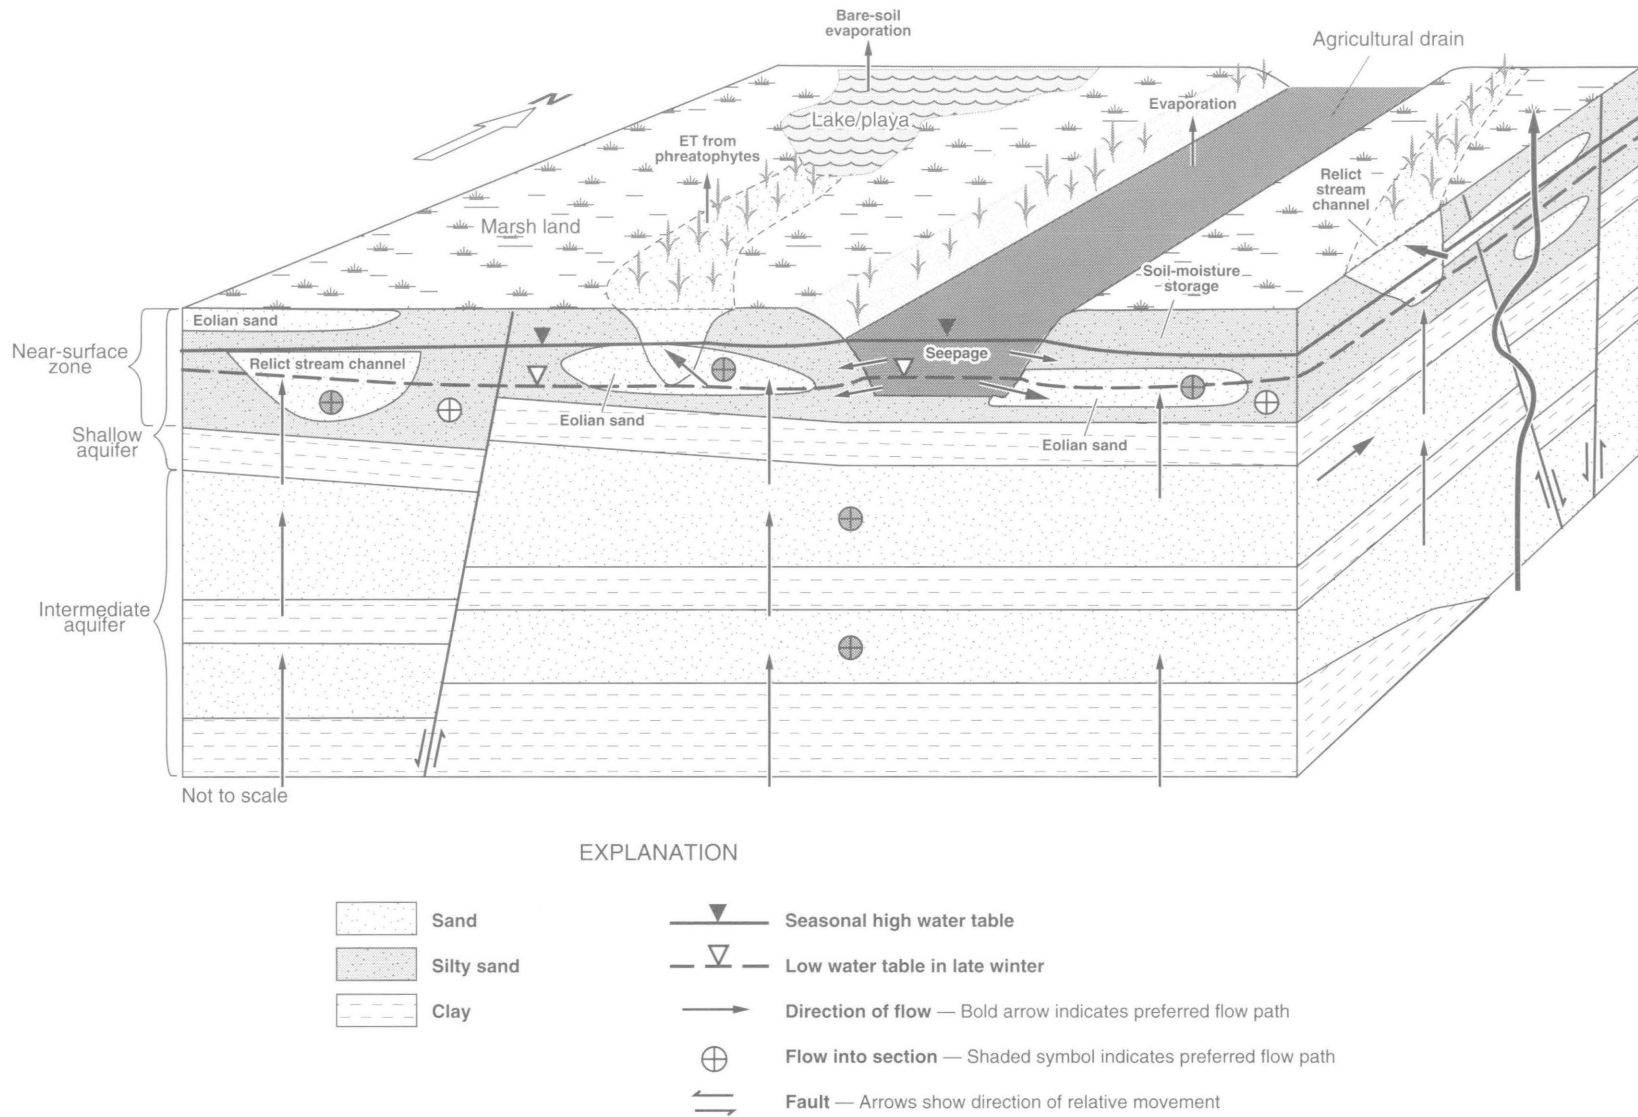 Bare-soil
evaporation
Agricultural drain
N
Evaporation
Lake/playa
ET from
phreatophytes
Relict
stream
channel
Marsh land
Soil-moisture
storage
Eolian sand
Near-surface
zone
Seepage
Relict stream channel
Eolian sand
Eolian sand
Shallow
aquifer
Intermediate
aquifer
Not to scale
EXPLANATION
Sand
Silty sand
Clay
Seasonal high water table
Low water table in late winter
Direction of flow — Bold arrow indicates preferred flow path
Flow into section — Shaded symbol indicates preferred flow path
Fault — Arrows show direction of relative movement